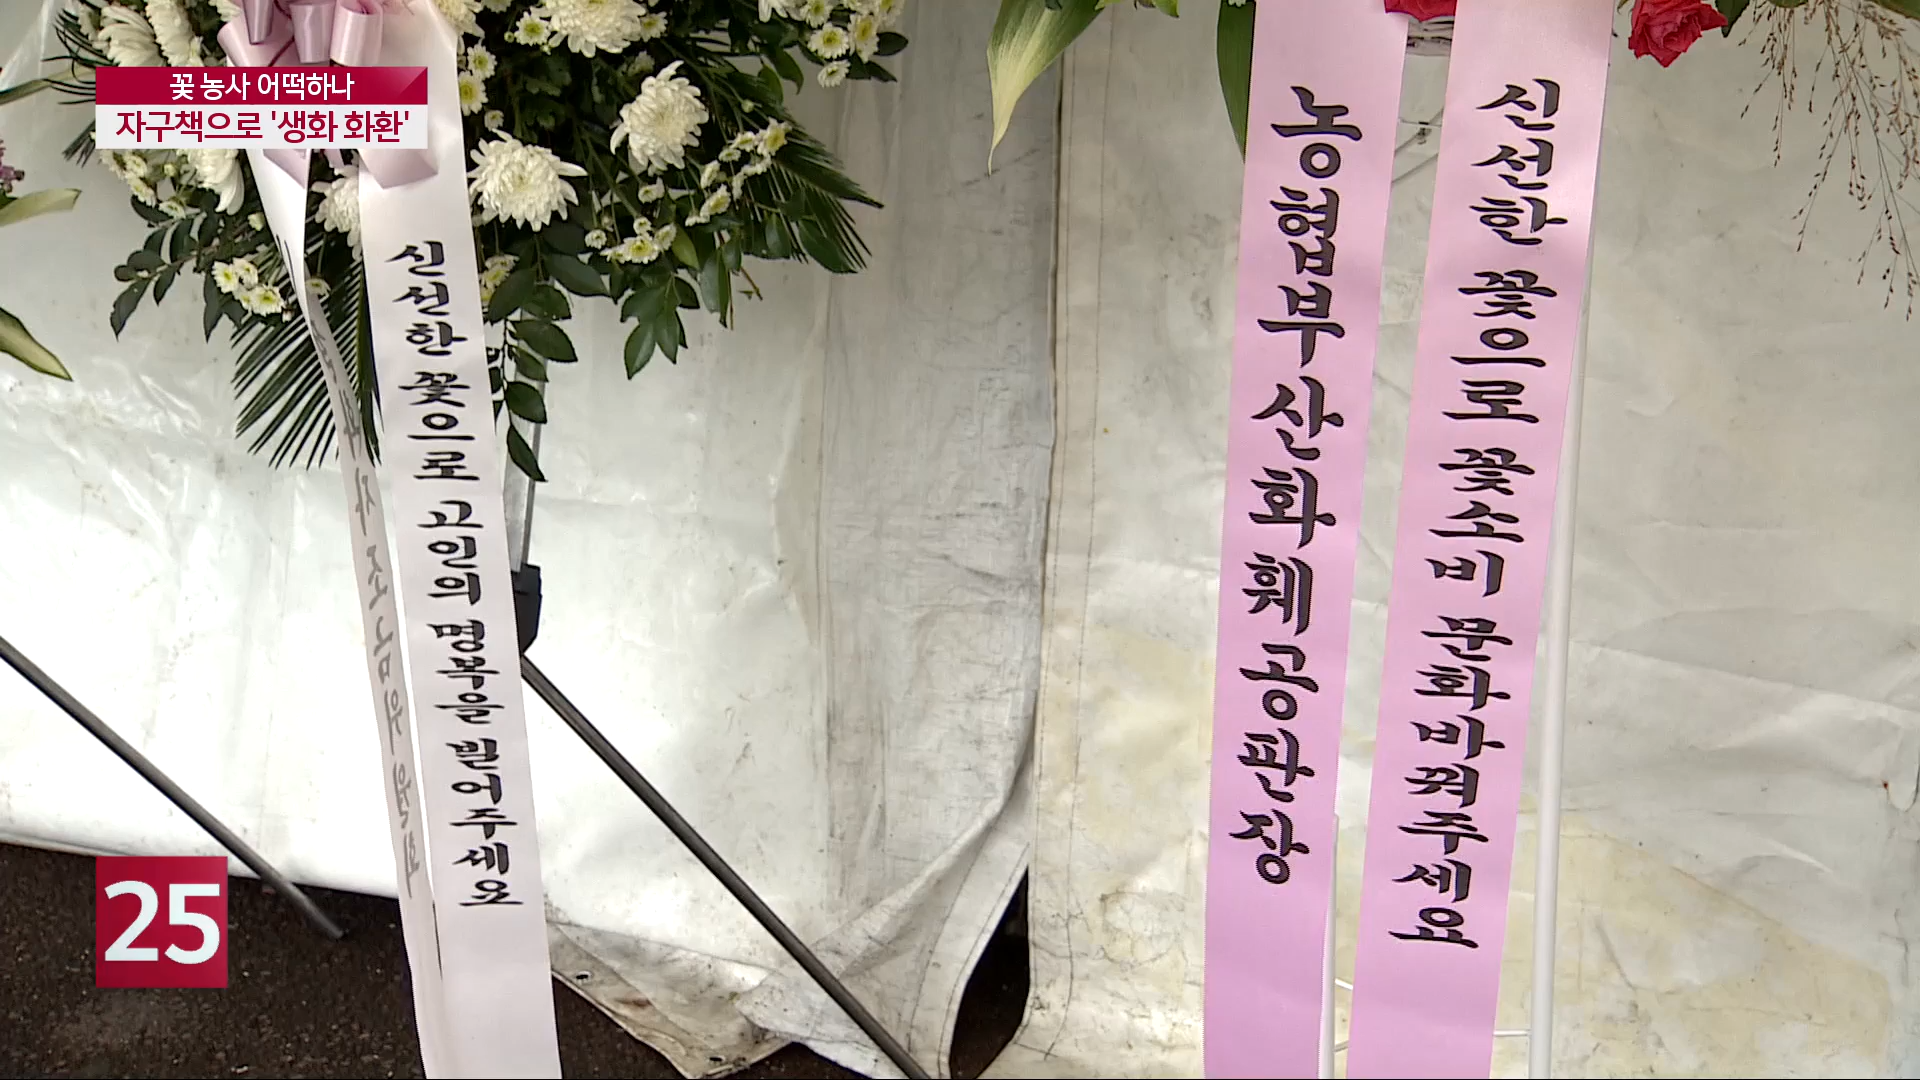 꽃 농사 어떡하나
자구책으로 '생화 화환'
신선한 꽃으로 고인의 명복을 빌어주세요
농협부산화훼공판장
신선한 꽃으로 꽃소비 문화바꿔주세요
25